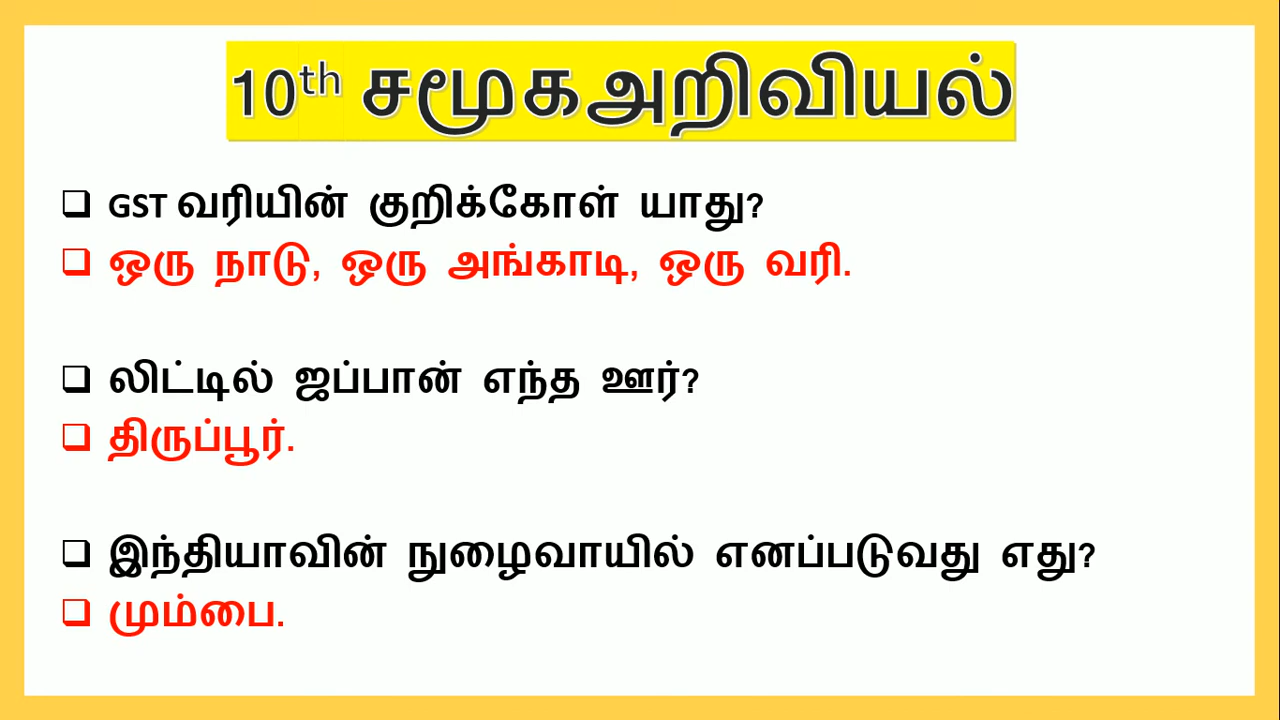 10th சமூகஅறிவியல்
❑ GST வரியின் குறிக்கோள் யாது?
❑ ஒரு நாடு, ஒரு அங்காடி, ஒரு வரி.
❑ லிட்டில் ஜப்பான் எந்த ஊர்?
❑ திருப்பூர்.
❑ இந்தியாவின் நுழைவாயில் எனப்படுவது எது?
❑ மும்பை.